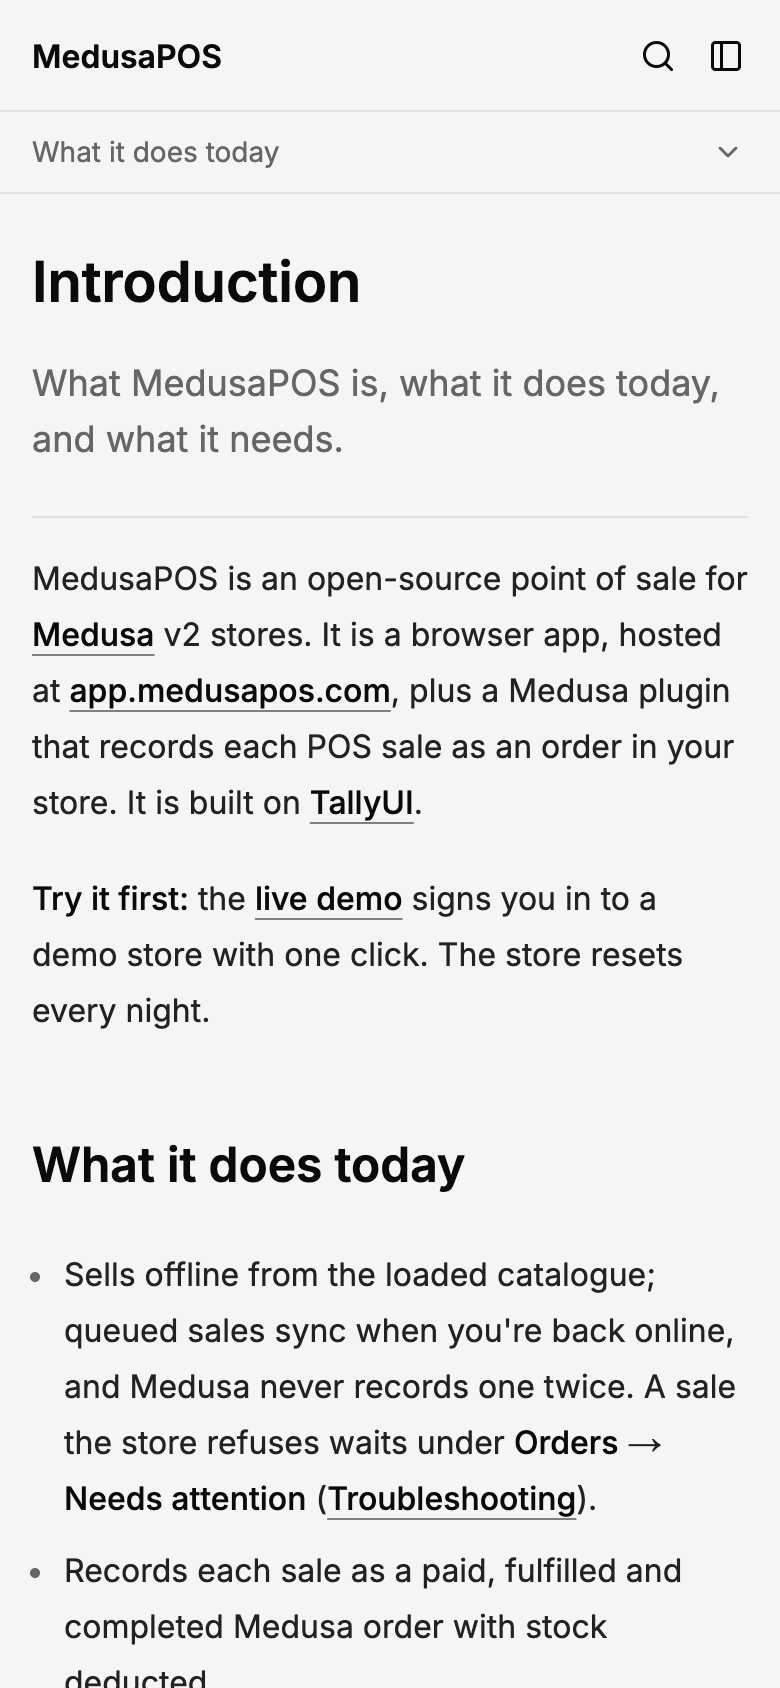 MedusaPOS
What it does today
Introduction
What MedusaPOS is, what it does today,
and what it needs.
MedusaPOS is an open-source point of sale for
Medusa v2 stores. It is a browser app, hosted
at app.medusapos.com, plus a Medusa plugin
that records each POS sale as an order in your
store. It is built on TallyUI.
Try it first: the live demo signs you in to a
demo store with one click. The store resets
every night.
What it does today
• Sells offline from the loaded catalogue;
queued sales sync when you're back online,
and Medusa never records one twice. A sale
the store refuses waits under Orders →
Needs attention (Troubleshooting).
• Records each sale as a paid, fulfilled and
completed Medusa order with stock
deducted